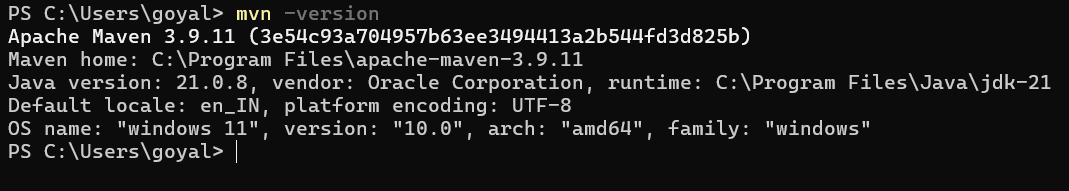 PS C:\Users\goyal> mvn -version
Apache Maven 3.9.11 (3e54c93a704957b63ee3494413a2b544fd3d825b)
Maven home: C:\Program Files\apache-maven-3.9.11
Java version: 21.0.8, vendor: Oracle Corporation, runtime: C:\Program Files\Java\jdk-21
Default locale: en_IN, platform encoding: UTF-8
OS name: "windows 11", version: "10.0", arch: "amd64", family: "windows"
PS C:\Users\goyal>